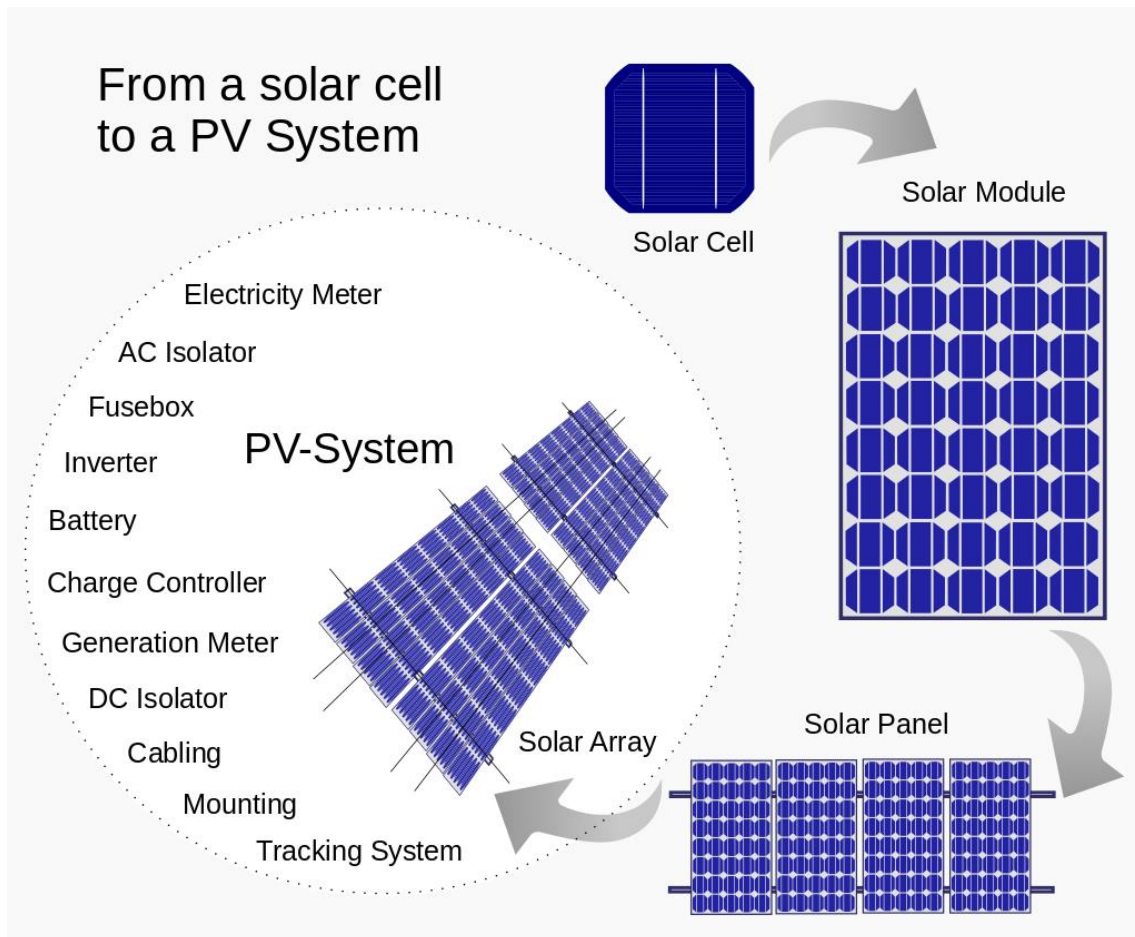 From a solar cell
to a PV System
Solar Cell
Solar Module
Electricity Meter
AC Isolator
Fusebox
Inverter
PV-System
Battery
Charge Controller
Generation Meter
DC Isolator
Cabling
Mounting
Tracking System
Solar Array
Solar Panel